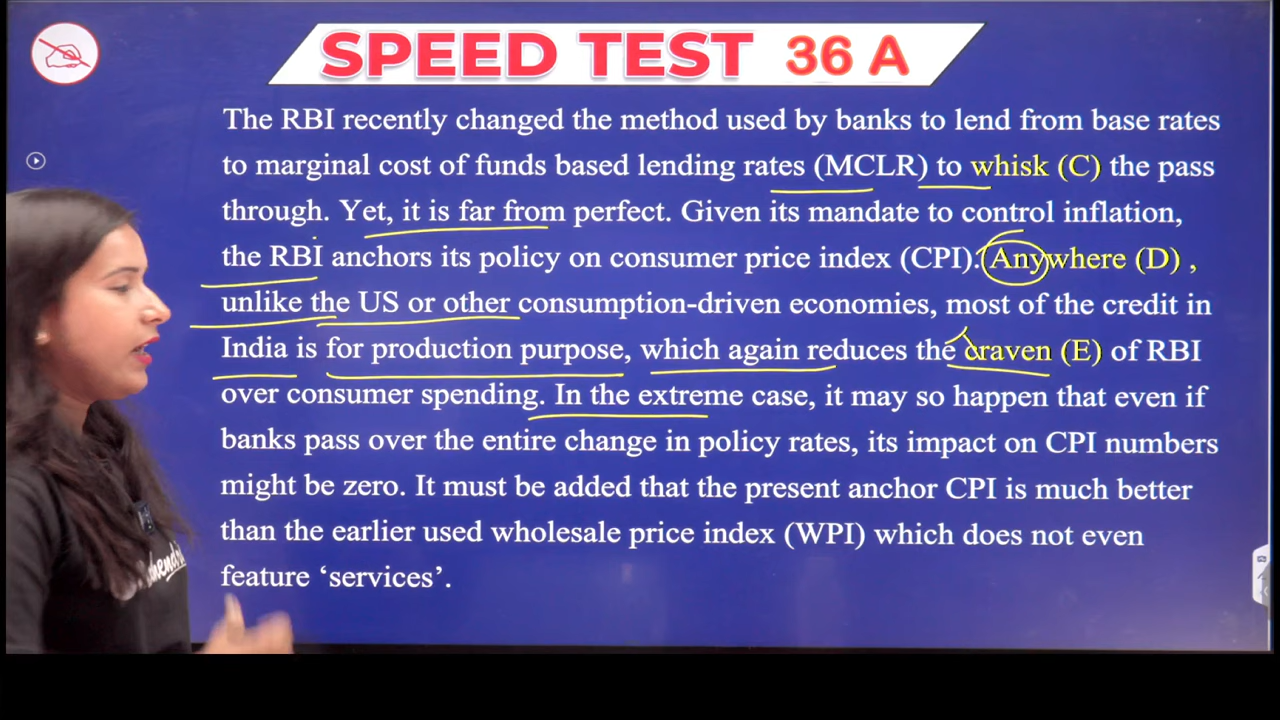 SPEED TEST 36 A
The RBI recently changed the method used by banks to lend from base rates
to marginal cost of funds based lending rates (MCLR) to whisk (C) the pass
through. Yet, it is far from perfect. Given its mandate to control inflation,
the RBI anchors its policy on consumer price index (CPI). Anywhere (D) ,
unlike the US or other consumption-driven economies, most of the credit in
India is for production purpose, which again reduces the craven (E) of RBI
over consumer spending. In the extreme case, it may so happen that even if
banks pass over the entire change in policy rates, its impact on CPI numbers
might be zero. It must be added that the present anchor CPI is much better
than the earlier used wholesale price index (WPI) which does not even
feature ‘services’.